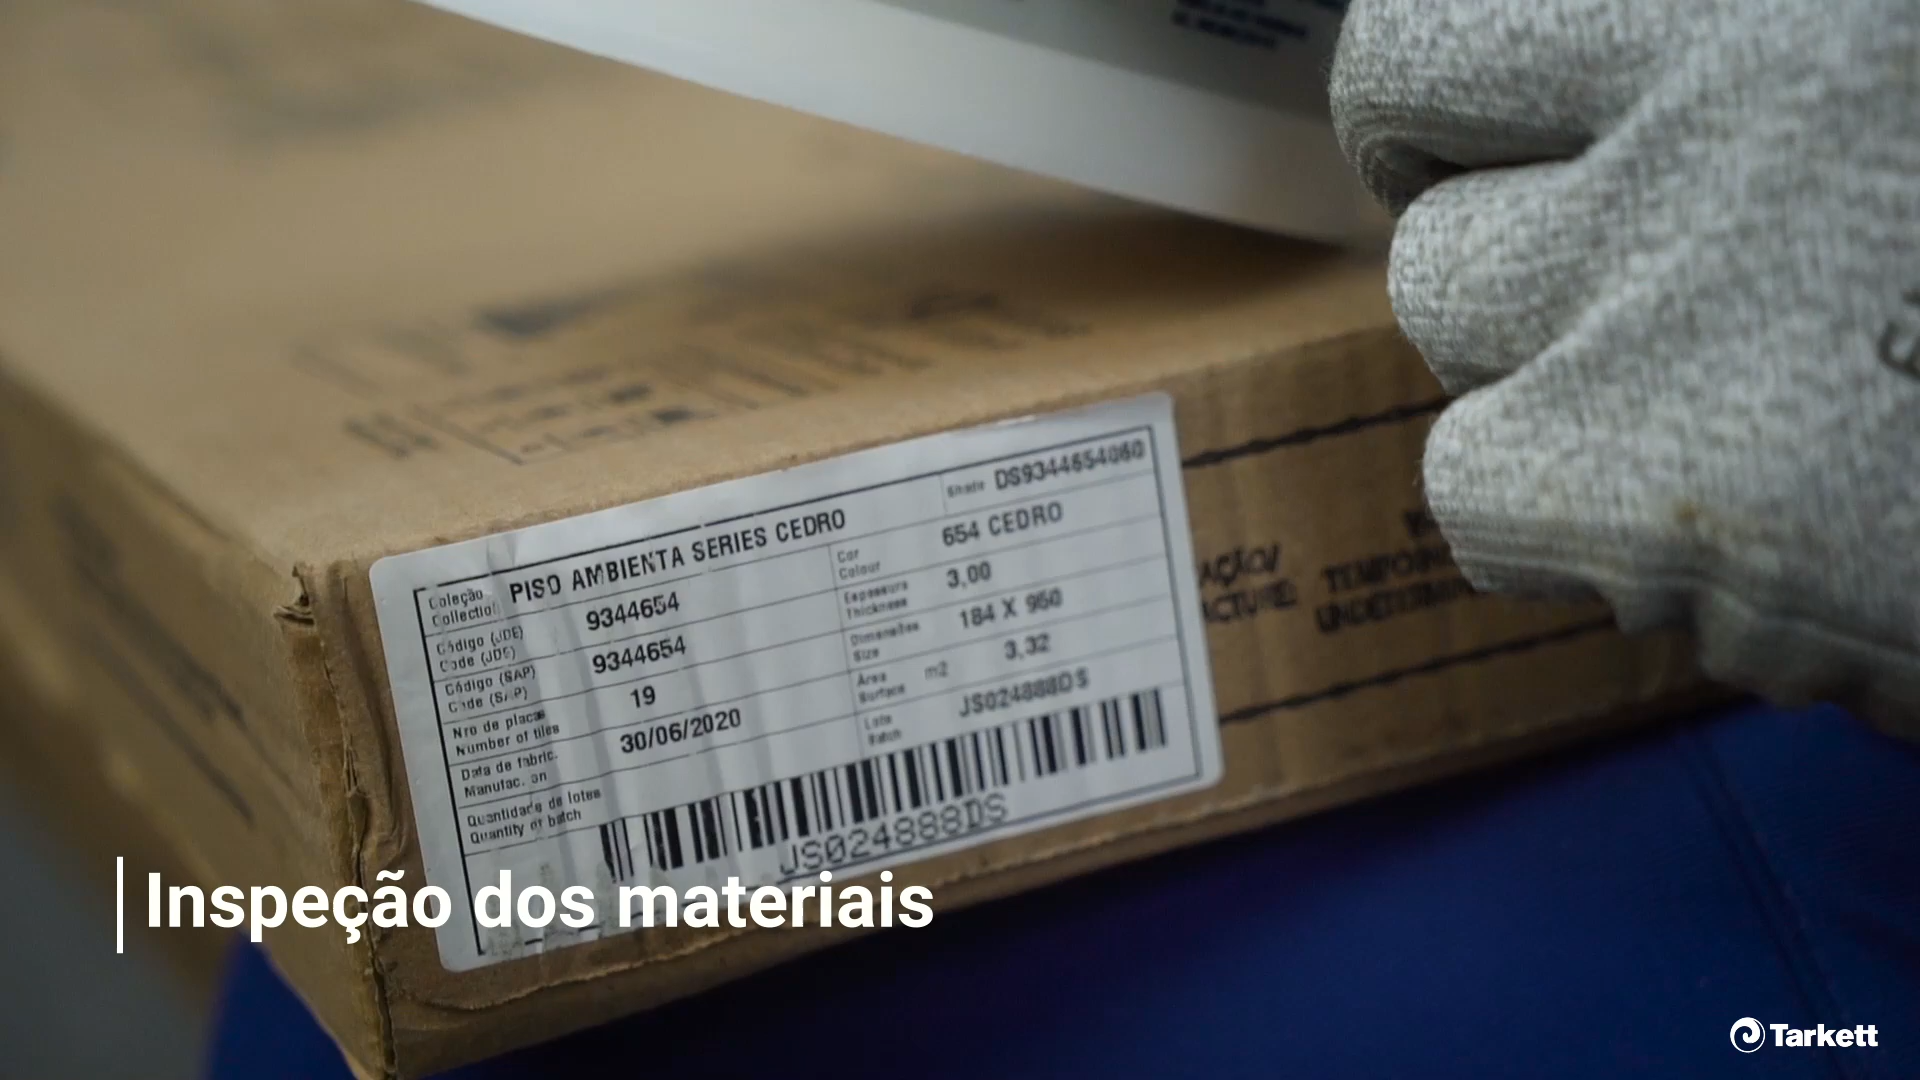 Coleção
Collection
PISO AMBIENTA SERIES CEDRO
Shade DS9344654060
Código (JDE)
Code (JDE)
9344654
Cor
Colour
654 CEDRO
Código (SAP)
Code (SAP)
9344654
Espessura
Thickness
3,00
Nro de placas
Number of tiles
19
Dimensões
Size
184 X 950
Data de fabric.
Manufac. on
30/06/2020
Área
Surface
m2
3,32
Quantidade de lotes
Quantity of batch
Lote
Batch
JS024888DS
JS024888DS
Inspeção dos materiais
Tarkett